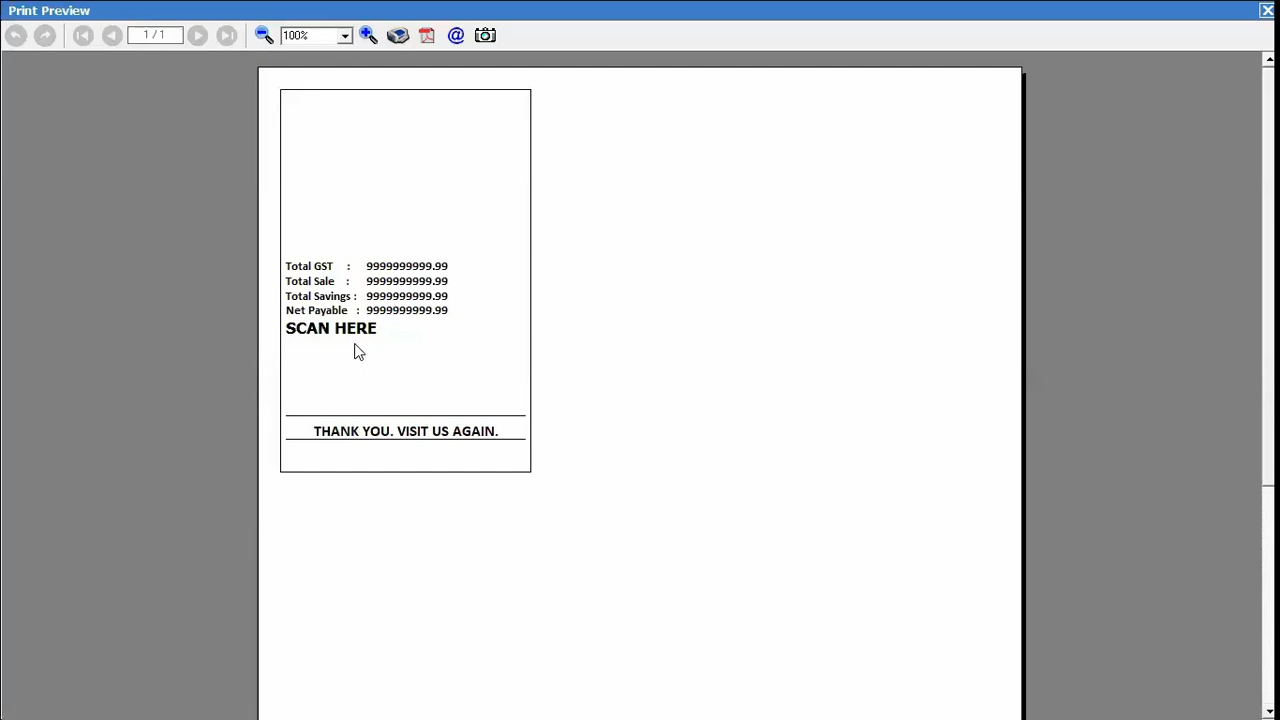 Print Preview
1 / 1
100%
Total GST : 9999999999.99
Total Sale : 9999999999.99
Total Savings : 9999999999.99
Net Payable : 9999999999.99
SCAN HERE
THANK YOU. VISIT US AGAIN.